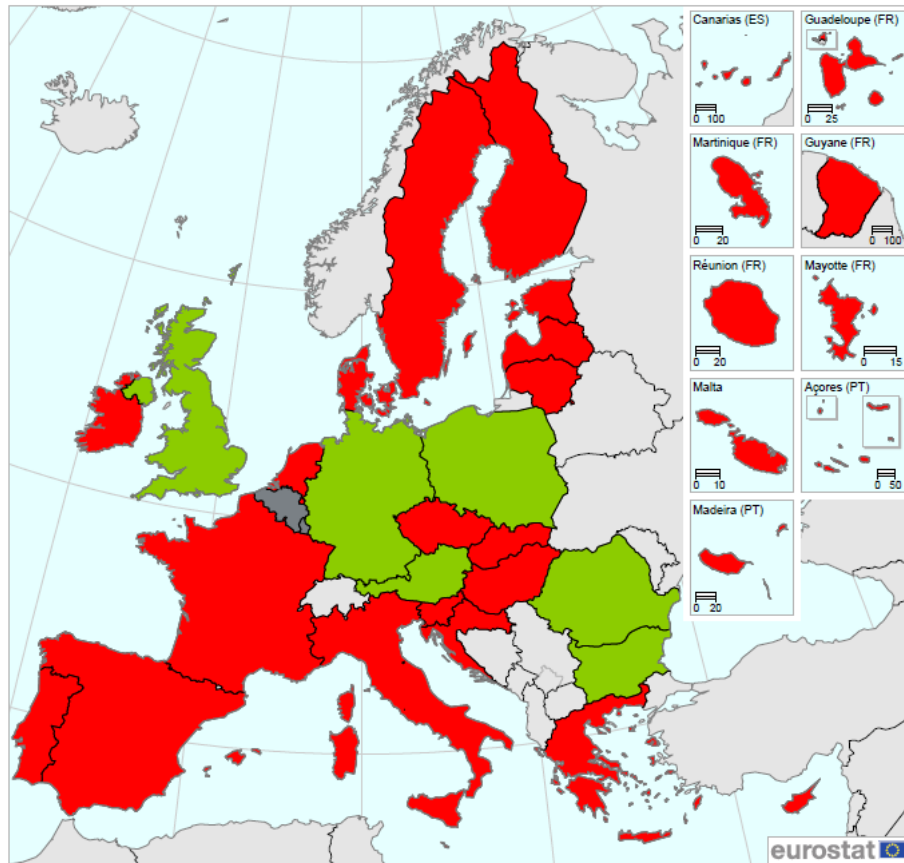 Canarias (ES)
0 100
Guadeloupe (FR)
0 25
Martinique (FR)
0 20
Guyane (FR)
0 100
Réunion (FR)
0 20
Mayotte (FR)
0 15
Malta
0 10
Açores (PT)
0 50
Madeira (PT)
0 20
eurostat